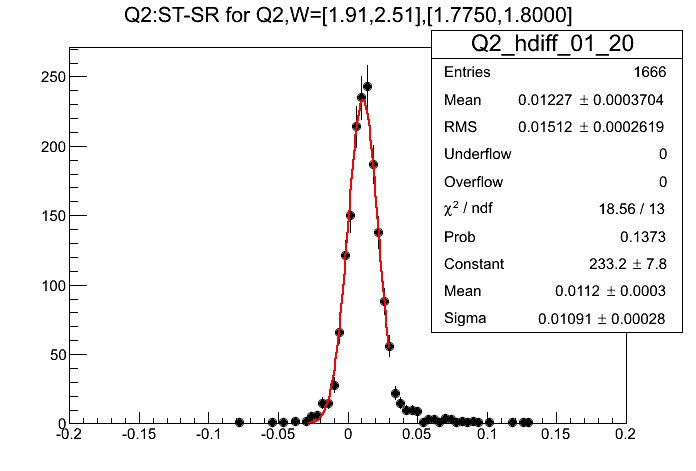 Q2:ST-SR for Q2,W=[1.91,2.51],[1.7750,1.8000]
Q2_hdiff_01_20
Entries 1666
Mean 0.01227 ± 0.0003704
RMS 0.01512 ± 0.0002619
Underflow 0
Overflow 0
χ² / ndf 18.56 / 13
Prob 0.1373
Constant 233.2 ± 7.8
Mean 0.0112 ± 0.0003
Sigma 0.01091 ± 0.00028
250
200
150
100
50
0
-0.2 -0.15 -0.1 -0.05 0 0.05 0.1 0.15 0.2